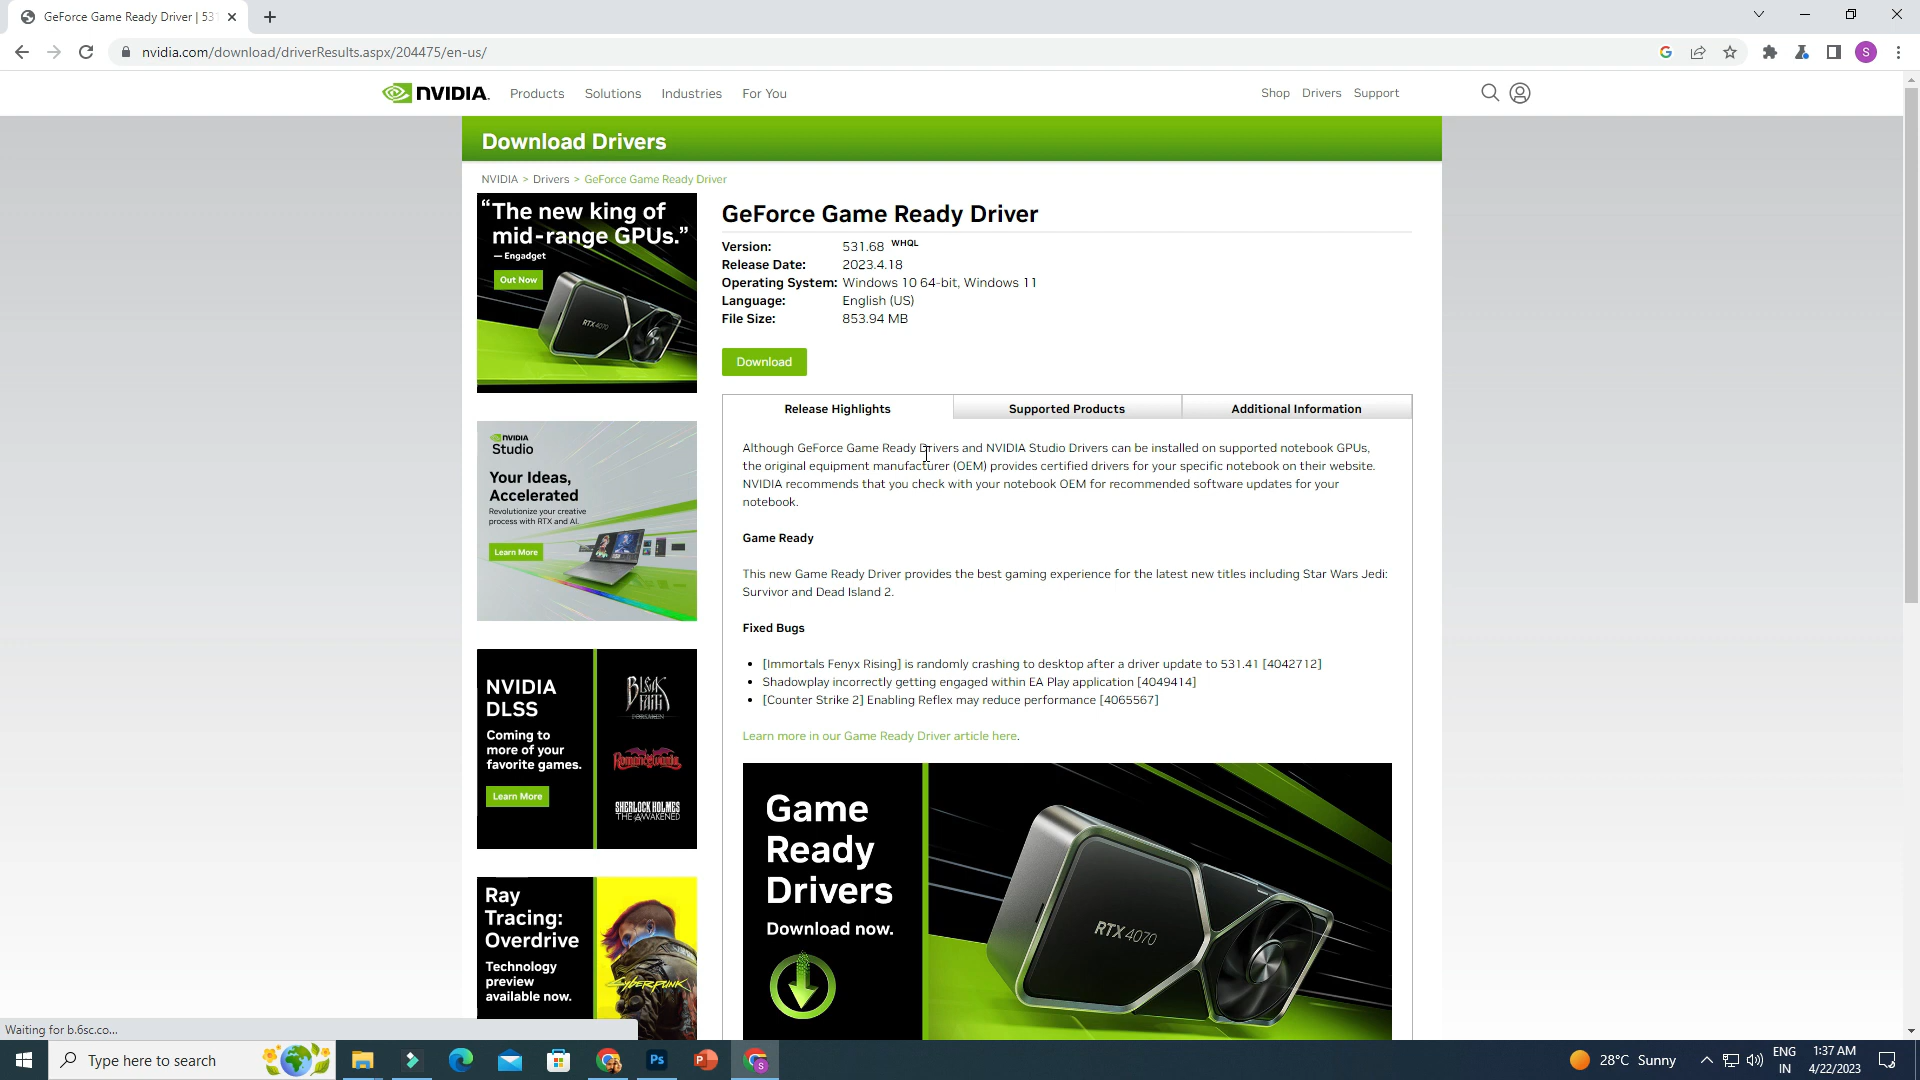 GeForce Game Ready Driver | 531
nvidia.com/download/driverResults.aspx/204475/en-us/
S
NVIDIA.
Products
Solutions
Industries
For You
Shop
Drivers
Support
Download Drivers
NVIDIA > Drivers > GeForce Game Ready Driver
“The new king of
mid-range GPUs.”
— Engadget
Out Now
RTX 4070
GeForce Game Ready Driver
Version: 531.68 WHQL
Release Date: 2023.4.18
Operating System: Windows 10 64-bit, Windows 11
Language: English (US)
File Size: 853.94 MB
Download
Release Highlights
Supported Products
Additional Information
Although GeForce Game Ready Drivers and NVIDIA Studio Drivers can be installed on supported notebook GPUs,
the original equipment manufacturer (OEM) provides certified drivers for your specific notebook on their website.
NVIDIA recommends that you check with your notebook OEM for recommended software updates for your
notebook.
Game Ready
This new Game Ready Driver provides the best gaming experience for the latest new titles including Star Wars Jedi:
Survivor and Dead Island 2.
Fixed Bugs
• [Immortals Fenyx Rising] is randomly crashing to desktop after a driver update to 531.41 [4042712]
• Shadowplay incorrectly getting engaged within EA Play application [4049414]
• [Counter Strike 2] Enabling Reflex may reduce performance [4065567]
Learn more in our Game Ready Driver article here.
Game
Ready
Drivers
Download now.
RTX 4070
NVIDIA
Studio
Your Ideas,
Accelerated
Revolutionize your creative
process with RTX and AI.
Learn More
NVIDIA
DLSS
Coming to
more of your
favorite games.
Learn More
SHERLOCK HOLMES
THE AWAKENED
Ray
Tracing:
Overdrive
Technology
preview
available now.
CYBERPUNK
Waiting for b.6sc.co...
Type here to search
Ps
P
S
28°C Sunny
ENG
IN
1:37 AM
4/22/2023